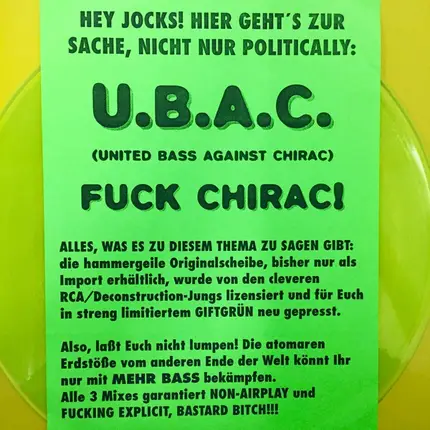 HEY JOCKS! HIER GEHT´S ZUR
SACHE, NICHT NUR POLITICALLY:
U.B.A.C.
(UNITED BASS AGAINST CHIRAC)
FUCK CHIRAC!
ALLES, WAS ES ZU DIESEM THEMA ZU SAGEN GIBT:
die hammergeile Originalscheibe, bisher nur als
Import erhältlich, wurde von den cleveren
RCA/Deconstruction-Jungs lizensiert und für Euch
in streng limitiertem GIFTGRÜN neu gepresst.
Also, laßt Euch nicht lumpen! Die atomaren
Erdstöße vom anderen Ende der Welt könnt Ihr
nur mit MEHR BASS bekämpfen.
Alle 3 Mixes garantiert NON-AIRPLAY und
FUCKING EXPLICIT, BASTARD BITCH!!!